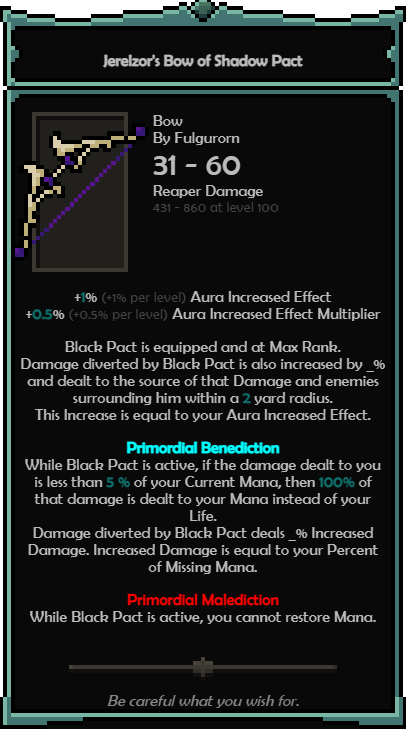 Jerelzor's Bow of Shadow Pact
Bow
By Fulgurorn
31 - 60
Reaper Damage
431 - 860 at level 100
+1% (+1% per level) Aura Increased Effect
+0.5% (+0.5% per level) Aura Increased Effect Multiplier
Black Pact is equipped and at Max Rank.
Damage diverted by Black Pact is also increased by _%
and dealt to the source of that Damage and enemies
surrounding him within a 2 yard radius.
This Increase is equal to your Aura Increased Effect.
Primordial Benediction
While Black Pact is active, if the damage dealt to you
is less than 5 % of your Current Mana, then 100% of
that damage is dealt to your Mana instead of your
Life.
Damage diverted by Black Pact deals _% Increased
Damage. Increased Damage is equal to your Percent
of Missing Mana.
Primordial Malediction
While Black Pact is active, you cannot restore Mana.
Be careful what you wish for.